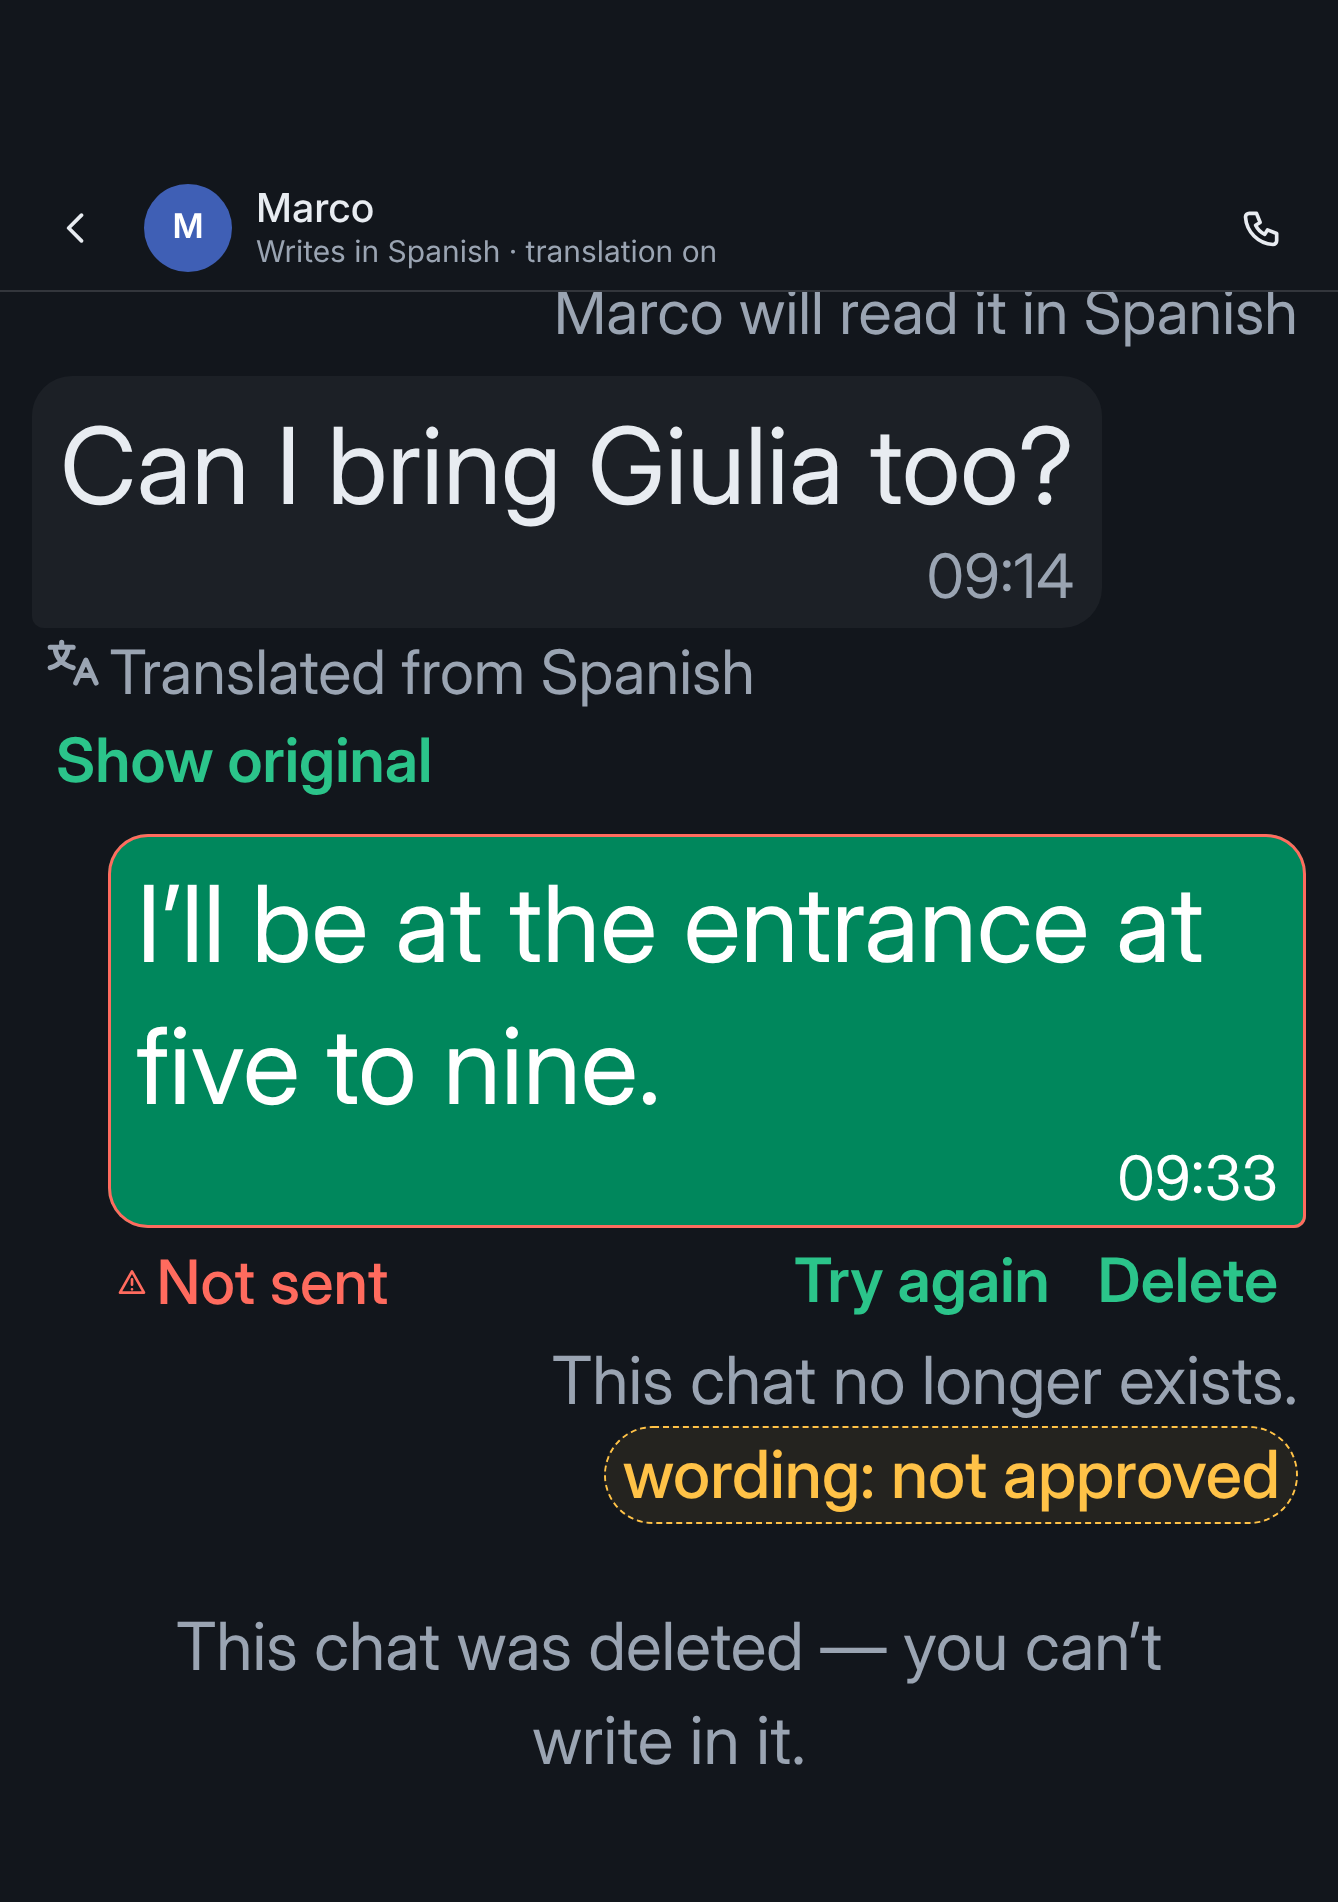 M
Marco
Writes in Spanish · translation on
Marco will read it in Spanish
Can I bring Giulia too?
09:14
Translated from Spanish
Show original
I’ll be at the entrance at
five to nine.
09:33
Not sent
Try again Delete
This chat no longer exists.
wording: not approved
This chat was deleted — you can’t
write in it.